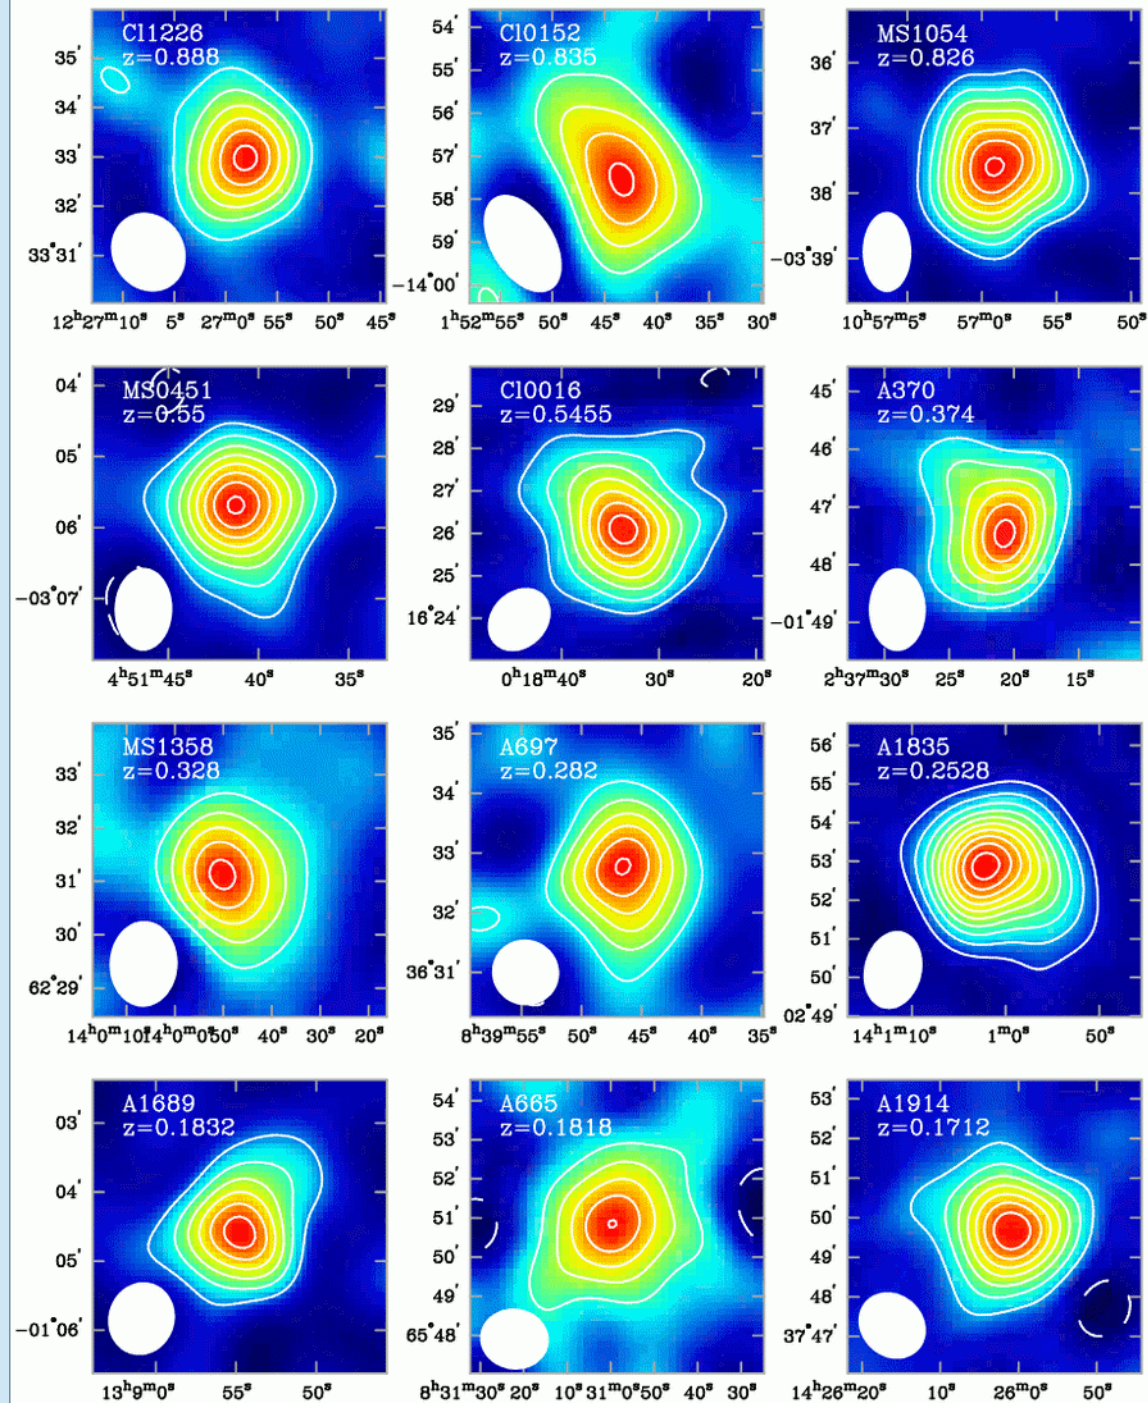 Cl1226
z=0.888
35'
34'
33'
32'
33°31'
12ʰ27ᵐ10ˢ 5ˢ 27ᵐ0ˢ 55ˢ 50ˢ 45ˢ
Cl0152
z=0.835
54'
55'
56'
57'
58'
59'
−14°00'
1ʰ52ᵐ55ˢ 50ˢ 45ˢ 40ˢ 35ˢ 30ˢ
MS1054
z=0.826
36'
37'
38'
−03°39'
10ʰ57ᵐ5ˢ 57ᵐ0ˢ 55ˢ 50ˢ
MS0451
z=0.55
04'
05'
06'
−03°07'
4ʰ51ᵐ45ˢ 40ˢ 35ˢ
Cl0016
z=0.5455
29'
28'
27'
26'
25'
16°24'
0ʰ18ᵐ40ˢ 30ˢ 20ˢ
A370
z=0.374
45'
46'
47'
48'
−01°49'
2ʰ37ᵐ30ˢ 25ˢ 20ˢ 15ˢ
MS1358
z=0.328
33'
32'
31'
30'
62°29'
14ʰ0ᵐ10ˢ 14ʰ0ᵐ0ˢ 50ˢ 40ˢ 30ˢ 20ˢ
A697
z=0.282
35'
34'
33'
32'
36°31'
8ʰ39ᵐ55ˢ 50ˢ 45ˢ 40ˢ 35ˢ
A1835
z=0.2528
56'
55'
54'
53'
52'
51'
50'
02°49'
14ʰ1ᵐ10ˢ 1ᵐ0ˢ 50ˢ
A1689
z=0.1832
03'
04'
05'
−01°06'
13ʰ9ᵐ0ˢ 55ˢ 50ˢ
A665
z=0.1818
54'
53'
52'
51'
50'
49'
65°48'
8ʰ31ᵐ30ˢ 20ˢ 10ˢ 31ᵐ0ˢ 50ˢ 40ˢ 30ˢ
A1914
z=0.1712
53'
52'
51'
50'
49'
48'
37°47'
14ʰ26ᵐ20ˢ 10ˢ 26ᵐ0ˢ 50ˢ